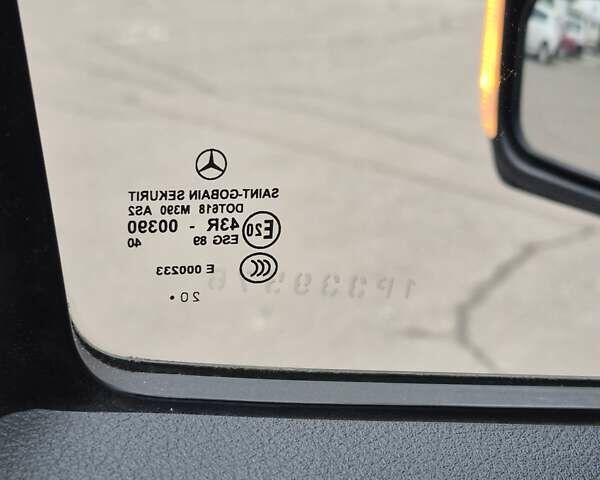 SAINT-GOBAIN SEKURIT
DOT618 M390 AS2
E20 43R - 00390
ESG 89 40
E 000233
20 •